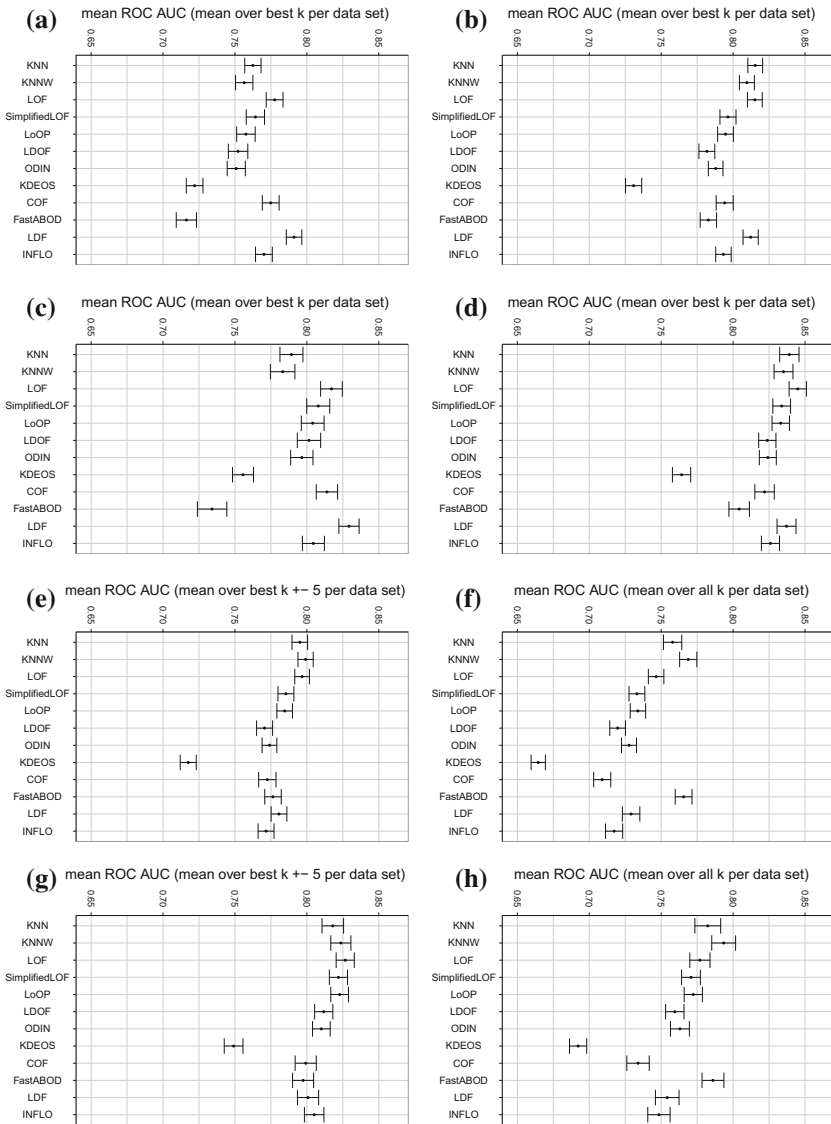 (a) mean ROC AUC (mean over best k per data set)
0.65 0.70 0.75 0.80 0.85
KNN
KNNW
LOF
SimplifiedLOF
LoOP
LDOF
ODIN
KDEOS
COF
FastABOD
LDF
INFLO
(b) mean ROC AUC (mean over best k per data set)
0.65 0.70 0.75 0.80 0.85
KNN
KNNW
LOF
SimplifiedLOF
LoOP
LDOF
ODIN
KDEOS
COF
FastABOD
LDF
INFLO
(c) mean ROC AUC (mean over best k per data set)
0.65 0.70 0.75 0.80 0.85
KNN
KNNW
LOF
SimplifiedLOF
LoOP
LDOF
ODIN
KDEOS
COF
FastABOD
LDF
INFLO
(d) mean ROC AUC (mean over best k per data set)
0.65 0.70 0.75 0.80 0.85
KNN
KNNW
LOF
SimplifiedLOF
LoOP
LDOF
ODIN
KDEOS
COF
FastABOD
LDF
INFLO
(e) mean ROC AUC (mean over best k +− 5 per data set)
0.65 0.70 0.75 0.80 0.85
KNN
KNNW
LOF
SimplifiedLOF
LoOP
LDOF
ODIN
KDEOS
COF
FastABOD
LDF
INFLO
(f) mean ROC AUC (mean over all k per data set)
0.65 0.70 0.75 0.80 0.85
KNN
KNNW
LOF
SimplifiedLOF
LoOP
LDOF
ODIN
KDEOS
COF
FastABOD
LDF
INFLO
(g) mean ROC AUC (mean over best k +− 5 per data set)
0.65 0.70 0.75 0.80 0.85
KNN
KNNW
LOF
SimplifiedLOF
LoOP
LDOF
ODIN
KDEOS
COF
FastABOD
LDF
INFLO
(h) mean ROC AUC (mean over all k per data set)
0.65 0.70 0.75 0.80 0.85
KNN
KNNW
LOF
SimplifiedLOF
LoOP
LDOF
ODIN
KDEOS
COF
FastABOD
LDF
INFLO